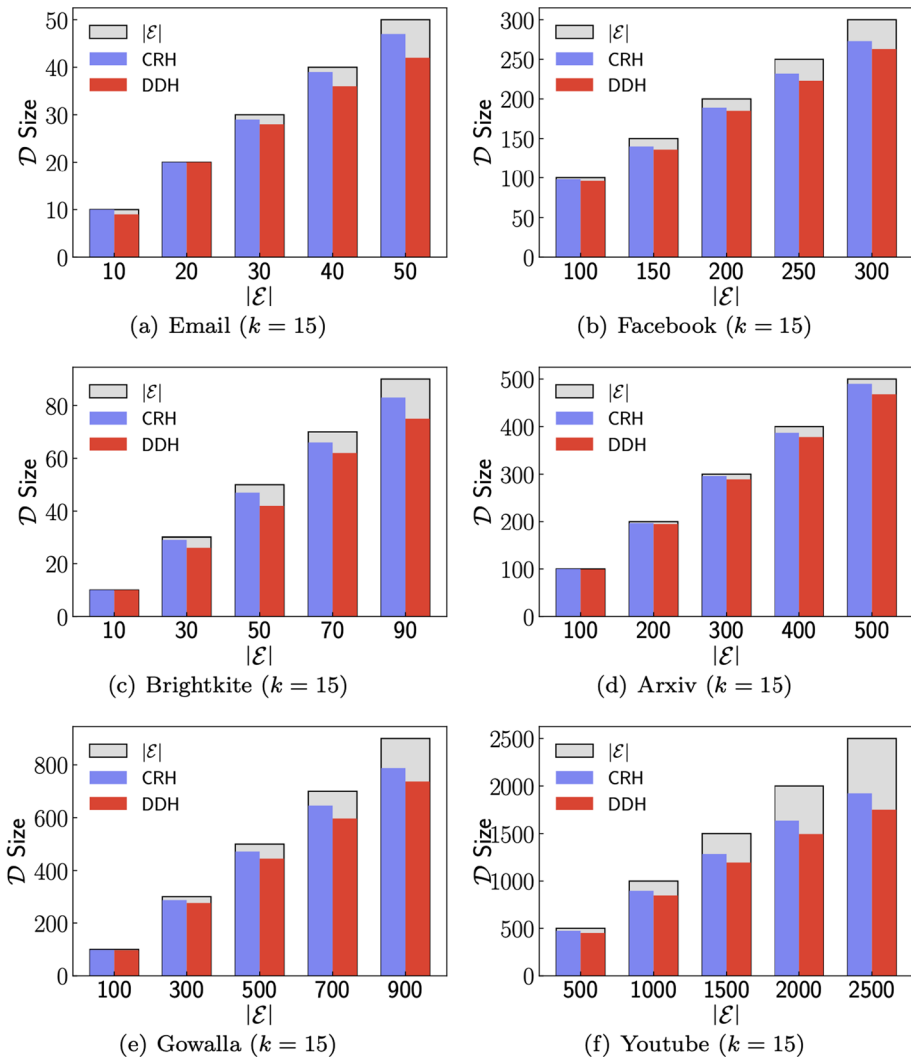 50
40
30
20
10
0
𝒟 Size
|ℰ|
CRH
DDH
10 20 30 40 50
|ℰ|
(a) Email (k = 15)
300
250
200
150
100
50
0
𝒟 Size
|ℰ|
CRH
DDH
100 150 200 250 300
|ℰ|
(b) Facebook (k = 15)
80
60
40
20
0
𝒟 Size
|ℰ|
CRH
DDH
10 30 50 70 90
|ℰ|
(c) Brightkite (k = 15)
500
400
300
200
100
0
𝒟 Size
|ℰ|
CRH
DDH
100 200 300 400 500
|ℰ|
(d) Arxiv (k = 15)
800
600
400
200
0
𝒟 Size
|ℰ|
CRH
DDH
100 300 500 700 900
|ℰ|
(e) Gowalla (k = 15)
2500
2000
1500
1000
500
0
𝒟 Size
|ℰ|
CRH
DDH
500 1000 1500 2000 2500
|ℰ|
(f) Youtube (k = 15)